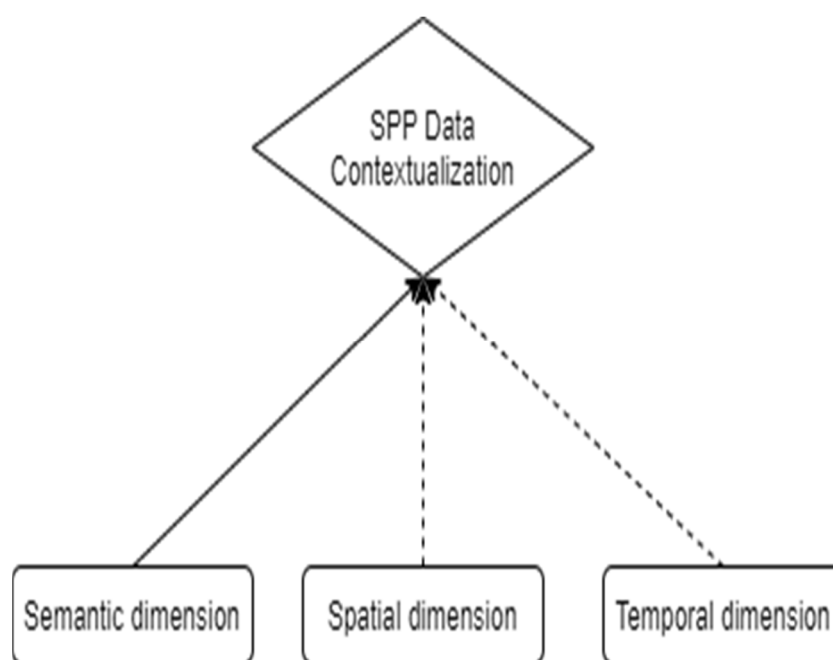 SPP Data
Contextualization
Semantic dimension
Spatial dimension
Temporal dimension